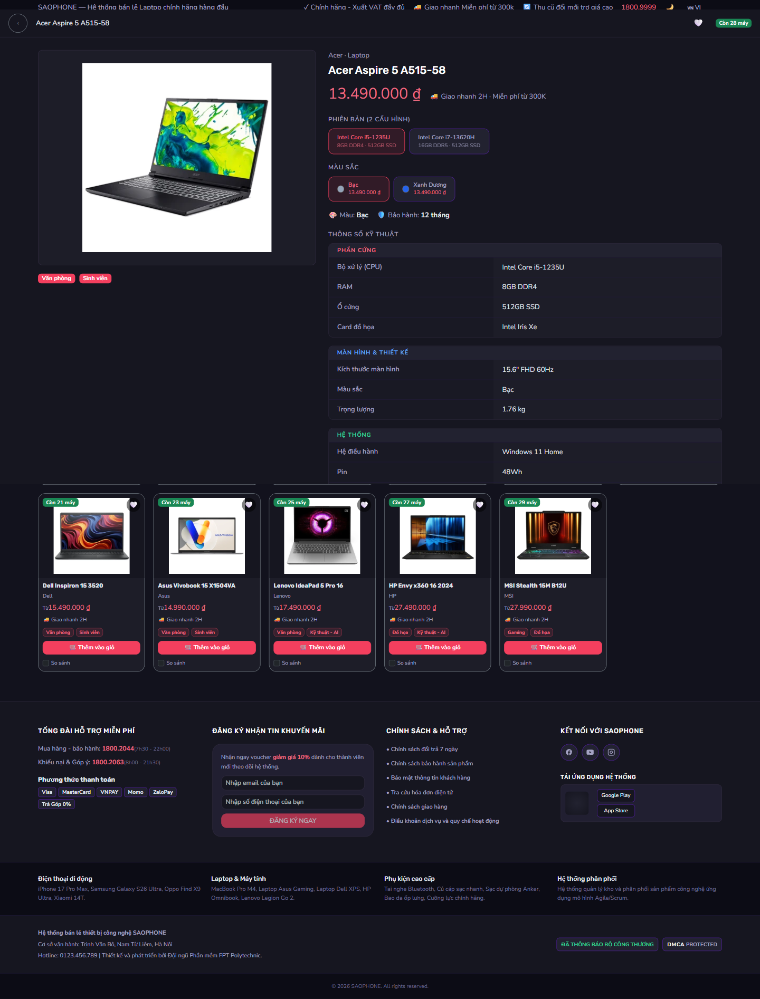 SAOPHONE — Hệ thống bán lẻ Laptop chính hãng hàng đầu
✓ Chính hãng - Xuất VAT đầy đủ
🚚 Giao nhanh Miễn phí từ 300k
🔄 Thu cũ đổi mới trợ giá cao
1800.9999
🌙
VN VI
‹
Acer Aspire 5 A515-58
Còn 28 máy
Acer · Laptop
Acer Aspire 5 A515-58
13.490.000 ₫
🚚 Giao nhanh 2H · Miễn phí từ 300K
PHIÊN BẢN (2 CẤU HÌNH)
Intel Core i5-1235U
8GB DDR4 · 512GB SSD
Intel Core i7-13620H
16GB DDR5 · 512GB SSD
MÀU SẮC
Bạc
13.490.000 ₫
Xanh Dương
13.490.000 ₫
🎨 Màu: Bạc
🛡️ Bảo hành: 12 tháng
THÔNG SỐ KỸ THUẬT
PHẦN CỨNG
Bộ xử lý (CPU)
Intel Core i5-1235U
RAM
8GB DDR4
Ổ cứng
512GB SSD
Card đồ họa
Intel Iris Xe
MÀN HÌNH & THIẾT KẾ
Kích thước màn hình
15.6" FHD 60Hz
Màu sắc
Bạc
Trọng lượng
1.76 kg
HỆ THỐNG
Hệ điều hành
Windows 11 Home
Pin
48Wh
acer
Văn phòng
Sinh viên
Còn 21 máy
Dell Inspiron 15 3520
Dell
Từ15.490.000 ₫
🚚 Giao nhanh 2H
Văn phòng
Sinh viên
🛒 Thêm vào giỏ
So sánh
Còn 23 máy
ASUS Vivobook
Asus Vivobook 15 X1504VA
Asus
Từ14.990.000 ₫
🚚 Giao nhanh 2H
Văn phòng
Sinh viên
🛒 Thêm vào giỏ
So sánh
Còn 25 máy
Lenovo IdeaPad 5 Pro 16
Lenovo
Từ17.490.000 ₫
🚚 Giao nhanh 2H
Văn phòng
Kỹ thuật - AI
🛒 Thêm vào giỏ
So sánh
Còn 27 máy
HP Envy x360 16 2024
HP
Từ27.490.000 ₫
🚚 Giao nhanh 2H
Đồ họa
Kỹ thuật - AI
🛒 Thêm vào giỏ
So sánh
Còn 29 máy
MSI Stealth 15M B12U
MSI
Từ27.990.000 ₫
🚚 Giao nhanh 2H
Gaming
Đồ họa
🛒 Thêm vào giỏ
So sánh
TỔNG ĐÀI HỖ TRỢ MIỄN PHÍ
Mua hàng - bảo hành: 1800.2044(7h30 - 22h00)
Khiếu nại & Góp ý: 1800.2063(8h00 - 21h30)
Phương thức thanh toán
Visa
MasterCard
VNPAY
Momo
ZaloPay
Trả Góp 0%
ĐĂNG KÝ NHẬN TIN KHUYẾN MÃI
Nhận ngay voucher giảm giá 10% dành cho thành viên
mới theo dõi hệ thống.
Nhập email của bạn
Nhập số điện thoại của bạn
ĐĂNG KÝ NGAY
CHÍNH SÁCH & HỖ TRỢ
• Chính sách đổi trả 7 ngày
• Chính sách bảo hành sản phẩm
• Bảo mật thông tin khách hàng
• Tra cứu hóa đơn điện tử
• Chính sách giao hàng
• Điều khoản dịch vụ và quy chế hoạt động
KẾT NỐI VỚI SAOPHONE
TẢI ỨNG DỤNG HỆ THỐNG
Google Play
App Store
Điện thoại di động
iPhone 17 Pro Max, Samsung Galaxy S26 Ultra, Oppo Find X9
Ultra, Xiaomi 14T.
Laptop & Máy tính
MacBook Pro M4, Laptop Asus Gaming, Laptop Dell XPS, HP
Omnibook, Lenovo Legion Go 2.
Phụ kiện cao cấp
Tai nghe Bluetooth, Củ cáp sạc nhanh, Sạc dự phòng Anker,
Bao da ốp lưng, Cường lực chính hãng.
Hệ thống phân phối
Hệ thống quản lý kho và phân phối sản phẩm công nghệ ứng
dụng mô hình Agile/Scrum.
Hệ thống bán lẻ thiết bị công nghệ SAOPHONE
Cơ sở vận hành: Trịnh Văn Bô, Nam Từ Liêm, Hà Nội
Hotline: 0123.456.789 | Thiết kế và phát triển bởi Đội ngũ Phần mềm FPT Polytechnic.
ĐÃ THÔNG BÁO BỘ CÔNG THƯƠNG
DMCA PROTECTED
© 2026 SAOPHONE. All rights reserved.